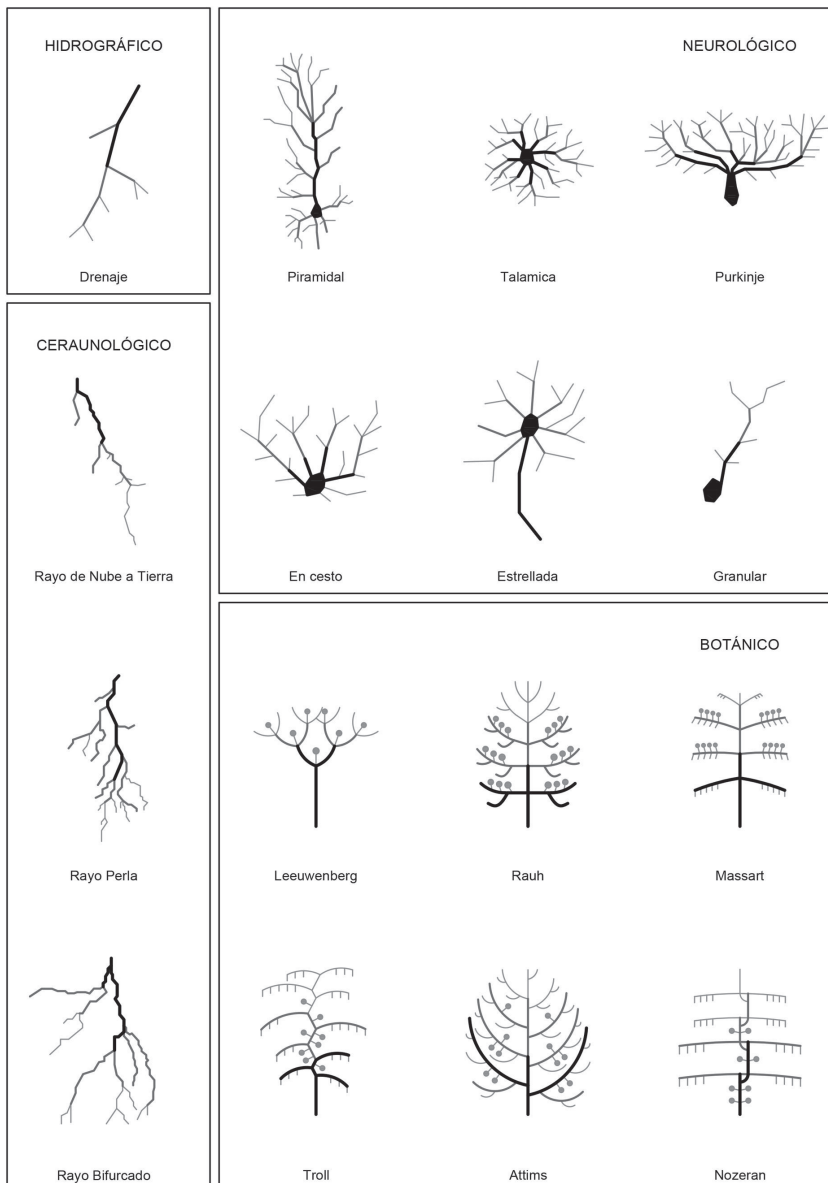 HIDROGRÁFICO
Drenaje
NEUROLÓGICO
Piramidal
Talamica
Purkinje
En cesto
Estrellada
Granular
CERAUNOLÓGICO
Rayo de Nube a Tierra
Rayo Perla
Rayo Bifurcado
BOTÁNICO
Leeuwenberg
Rauh
Massart
Troll
Attims
Nozeran